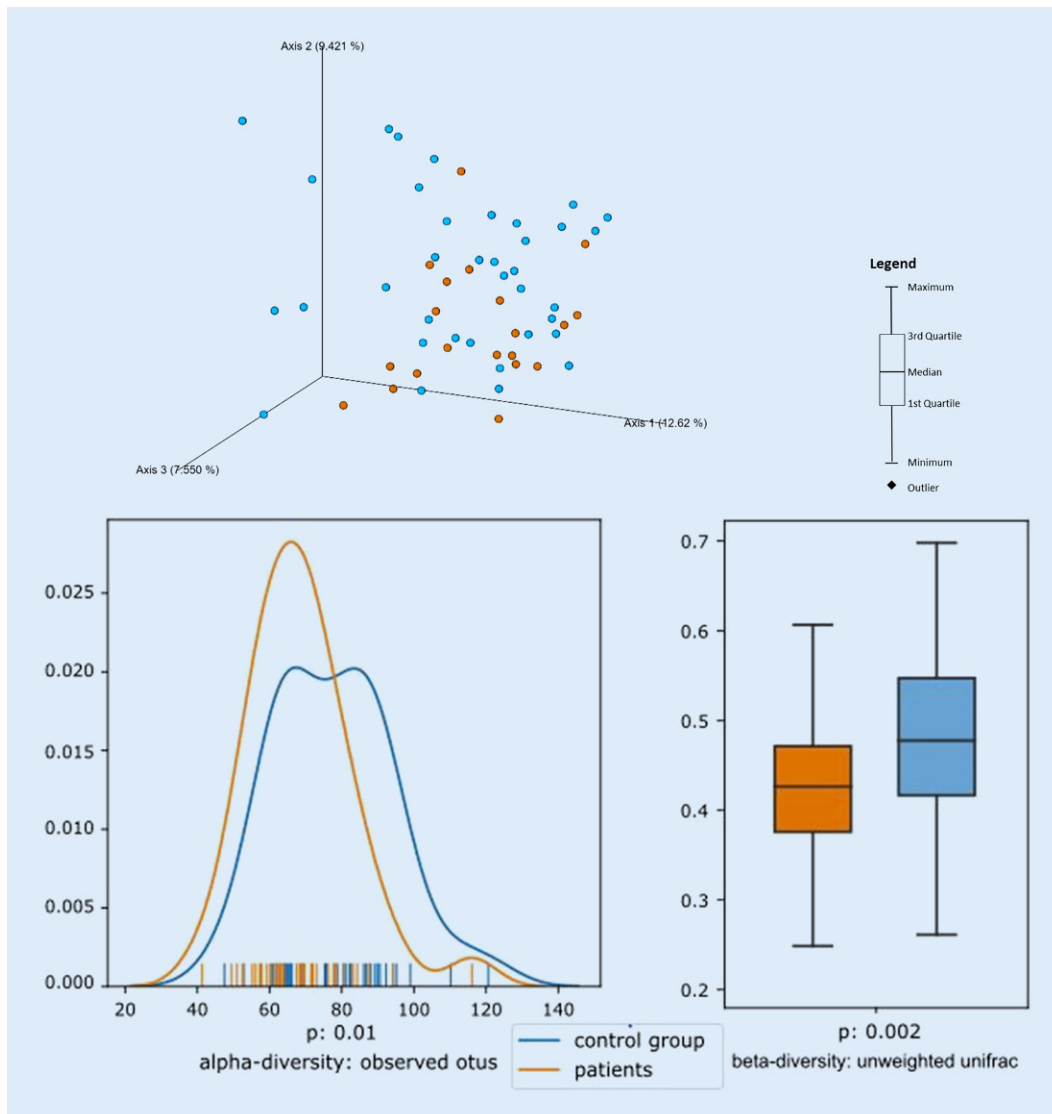 Axis 2 (9.421 %)
Axis 1 (12.62 %)
Axis 3 (7.550 %)
Legend
Maximum
3rd Quartile
Median
1st Quartile
Minimum
Outlier
0.025
0.020
0.015
0.010
0.005
0.000
20 40 60 80 100 120 140
p: 0.01
alpha-diversity: observed otus
control group
patients
0.7
0.6
0.5
0.4
0.3
0.2
p: 0.002
beta-diversity: unweighted unifrac